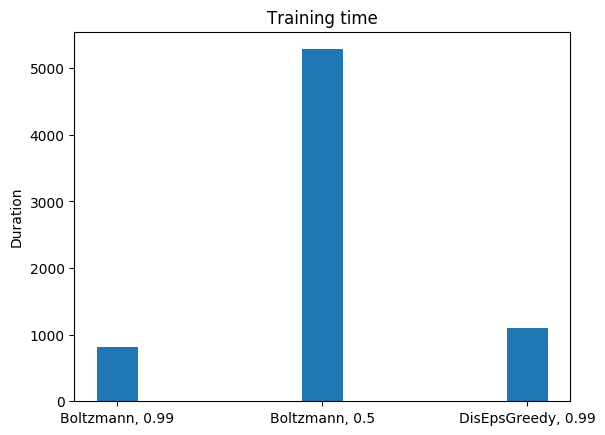 Training time
Duration
5000
4000
3000
2000
1000
0
Boltzmann, 0.99
Boltzmann, 0.5
DisEpsGreedy, 0.99